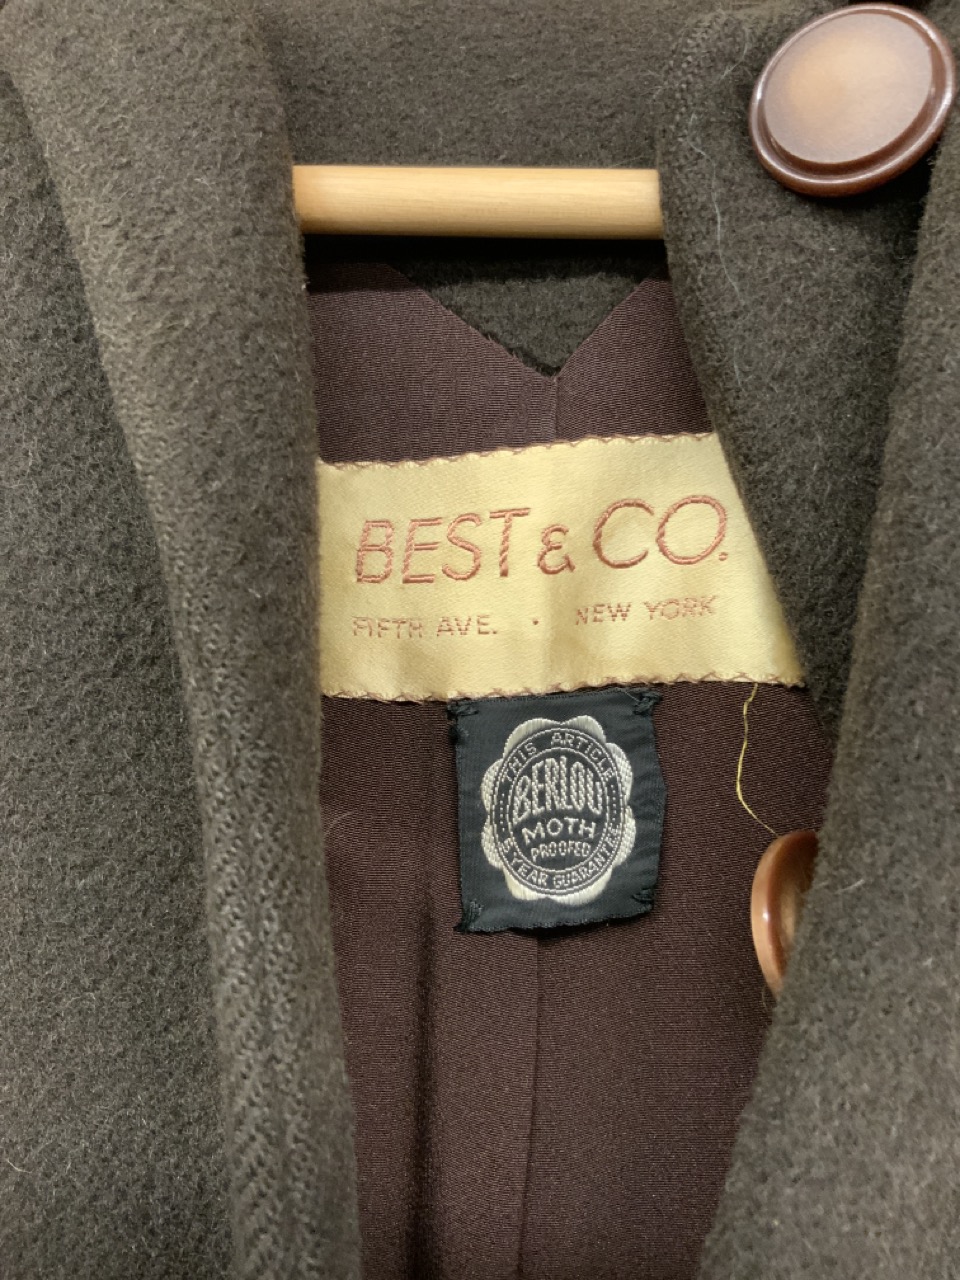 BEST & CO.
FIFTH AVE. · NEW YORK
THIS ARTICLE
BERLOU
MOTH
PROOFED
5 YEAR GUARANTEE